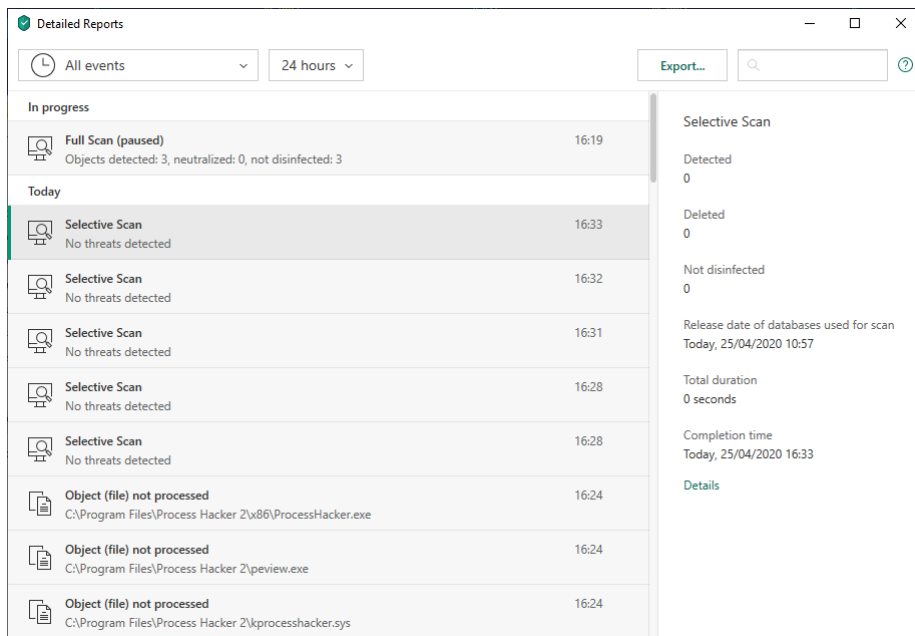 Detailed Reports
All events
24 hours
Export...
In progress
Full Scan (paused)
16:19
Objects detected: 3, neutralized: 0, not disinfected: 3
Today
Selective Scan
16:33
No threats detected
Selective Scan
16:32
No threats detected
Selective Scan
16:31
No threats detected
Selective Scan
16:28
No threats detected
Selective Scan
16:28
No threats detected
Object (file) not processed
16:24
C:\Program Files\Process Hacker 2\x86\ProcessHacker.exe
Object (file) not processed
16:24
C:\Program Files\Process Hacker 2\peview.exe
Object (file) not processed
16:24
C:\Program Files\Process Hacker 2\kprocesshacker.sys
Selective Scan
Detected
0
Deleted
0
Not disinfected
0
Release date of databases used for scan
Today, 25/04/2020 10:57
Total duration
0 seconds
Completion time
Today, 25/04/2020 16:33
Details